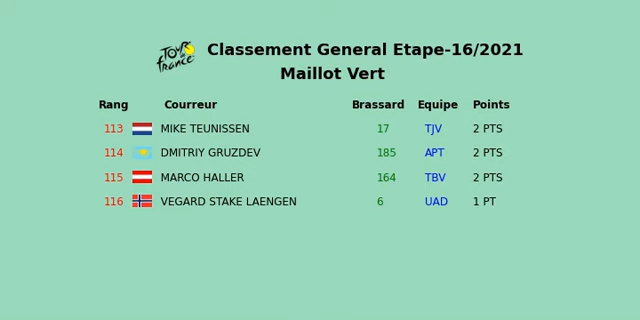 TOUR Classement General Etape-16/2021
france Maillot Vert
Rang Courreur Brassard Equipe Points
113 MIKE TEUNISSEN 17 TJV 2 PTS
114 DMITRIY GRUZDEV 185 APT 2 PTS
115 MARCO HALLER 164 TBV 2 PTS
116 VEGARD STAKE LAENGEN 6 UAD 1 PT